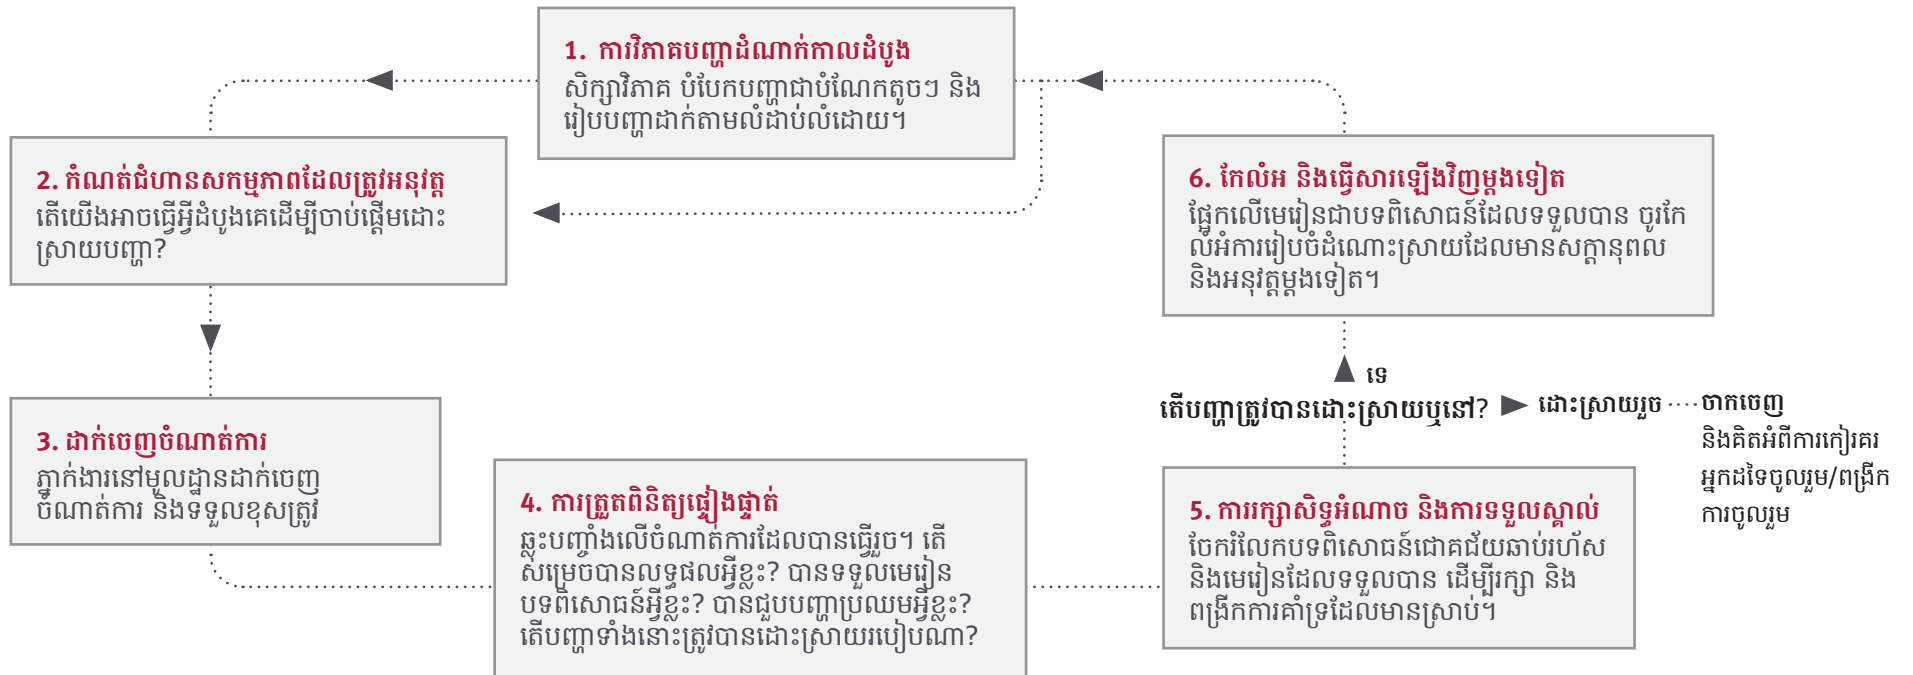 1. ការវិភាគបញ្ហាដំណាក់កាលដំបូង
សិក្សាវិភាគ បំបែកបញ្ហាជាបំណែកតូចៗ និង
រៀបបញ្ហាដាក់តាមលំដាប់លំដោយ។
2. កំណត់ជំហានសកម្មភាពដែលត្រូវអនុវត្ត
តើយើងអាចធ្វើអ្វីដំបូងគេដើម្បីចាប់ផ្តើមដោះ
ស្រាយបញ្ហា?
3. ដាក់ចេញចំណាត់ការ
ភ្នាក់ងារនៅមូលដ្ឋានដាក់ចេញ
ចំណាត់ការ និងទទួលខុសត្រូវ
4. ការត្រួតពិនិត្យផ្ទៀងផ្ទាត់
ឆ្លុះបញ្ចាំងលើចំណាត់ការដែលបានធ្វើរួច។ តើ
សម្រេចបានលទ្ធផលអ្វីខ្លះ? បានទទួលមេរៀន
បទពិសោធន៍អ្វីខ្លះ? បានជួបបញ្ហាប្រឈមអ្វីខ្លះ?
តើបញ្ហាទាំងនោះត្រូវបានដោះស្រាយរបៀបណា?
5. ការរក្សាសិទ្ធអំណាច និងការទទួលស្គាល់
ចែករំលែកបទពិសោធន៍ជោគជ័យឆាប់រហ័ស
និងមេរៀនដែលទទួលបាន ដើម្បីរក្សា និង
ពង្រីកការគាំទ្រដែលមានស្រាប់។
តើបញ្ហាត្រូវបានដោះស្រាយឬនៅ?
ដោះស្រាយរួច
ចាកចេញ
និងគិតអំពីការកៀរគរ
អ្នកដទៃចូលរួម/ពង្រីក
ការចូលរួម
ទេ
6. កែលំអ និងធ្វើសារឡើងវិញម្តងទៀត
ផ្អែកលើមេរៀនជាបទពិសោធន៍ដែលទទួលបាន ចូរកែ
លំអំការរៀបចំដំណោះស្រាយដែលមានសក្តានុពល
និងអនុវត្តម្តងទៀត។